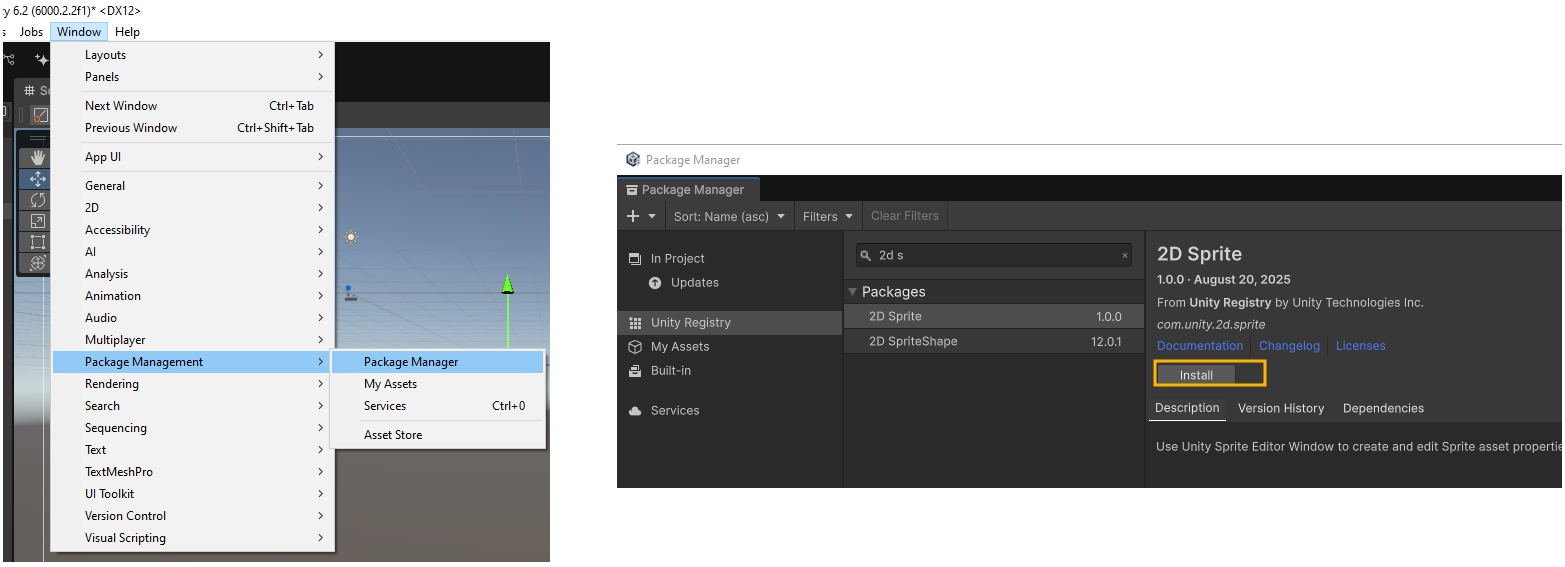 ty 6.2 (6000.2.2f1)* <DX12>
s Jobs Window Help
Layouts
Panels
Next Window Ctrl+Tab
Previous Window Ctrl+Shift+Tab
App UI
General
2D
Accessibility
AI
Analysis
Animation
Audio
Multiplayer
Package Management
Rendering
Search
Sequencing
Text
TextMeshPro
UI Toolkit
Version Control
Visual Scripting
Package Manager
My Assets
Services Ctrl+0
Asset Store
# Sc
Package Manager
Package Manager
+ Sort: Name (asc) Filters Clear Filters
In Project
Updates
Unity Registry
My Assets
Built-in
Services
2d s ×
Packages
2D Sprite 1.0.0
2D SpriteShape 12.0.1
2D Sprite
1.0.0 · August 20, 2025
From Unity Registry by Unity Technologies Inc.
com.unity.2d.sprite
Documentation Changelog Licenses
Install
Description Version History Dependencies
Use Unity Sprite Editor Window to create and edit Sprite asset propertie